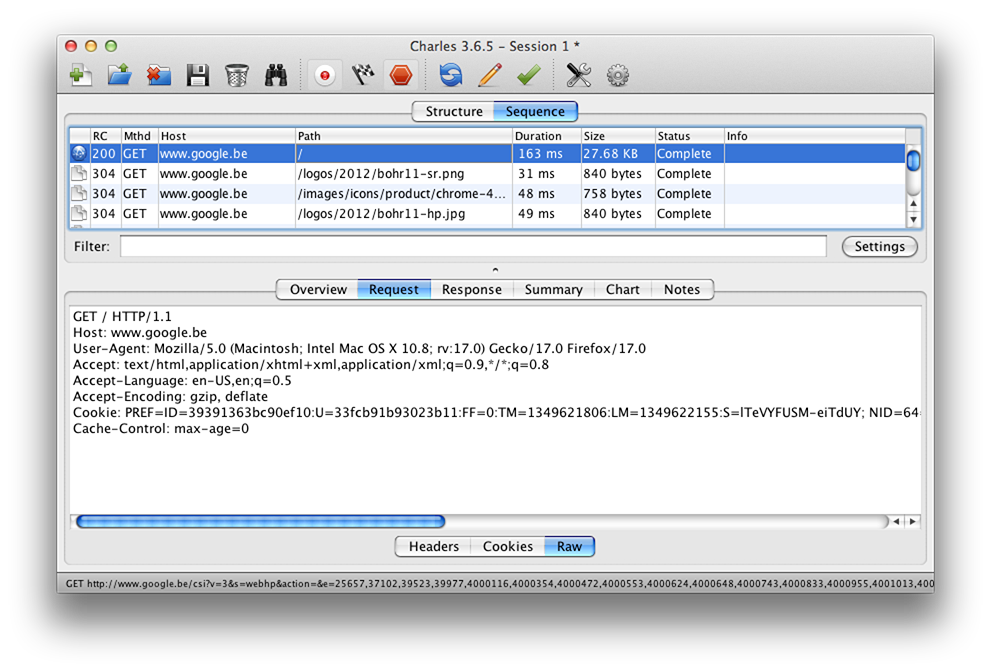 Charles 3.6.5 – Session 1 *
Structure Sequence
RC Mthd Host Path Duration Size Status Info
200 GET www.google.be / 163 ms 27.68 KB Complete
304 GET www.google.be /logos/2012/bohr11-sr.png 31 ms 840 bytes Complete
304 GET www.google.be /images/icons/product/chrome-4... 48 ms 758 bytes Complete
304 GET www.google.be /logos/2012/bohr11-hp.jpg 49 ms 840 bytes Complete
Filter: Settings
Overview Request Response Summary Chart Notes
GET / HTTP/1.1
Host: www.google.be
User-Agent: Mozilla/5.0 (Macintosh; Intel Mac OS X 10.8; rv:17.0) Gecko/17.0 Firefox/17.0
Accept: text/html,application/xhtml+xml,application/xml;q=0.9,*/*;q=0.8
Accept-Language: en-US,en;q=0.5
Accept-Encoding: gzip, deflate
Cookie: PREF=ID=39391363bc90ef10:U=33fcb91b93023b11:FF=0:TM=1349621806:LM=1349622155:S=lTeVYFUSM-eiTdUY; NID=64=
Cache-Control: max-age=0
Headers Cookies Raw
GET http://www.google.be/csi?v=3&s=webhp&action=&e=25657,37102,39523,39977,4000116,4000354,4000472,4000553,4000624,4000648,4000743,4000833,4000955,4001013,400